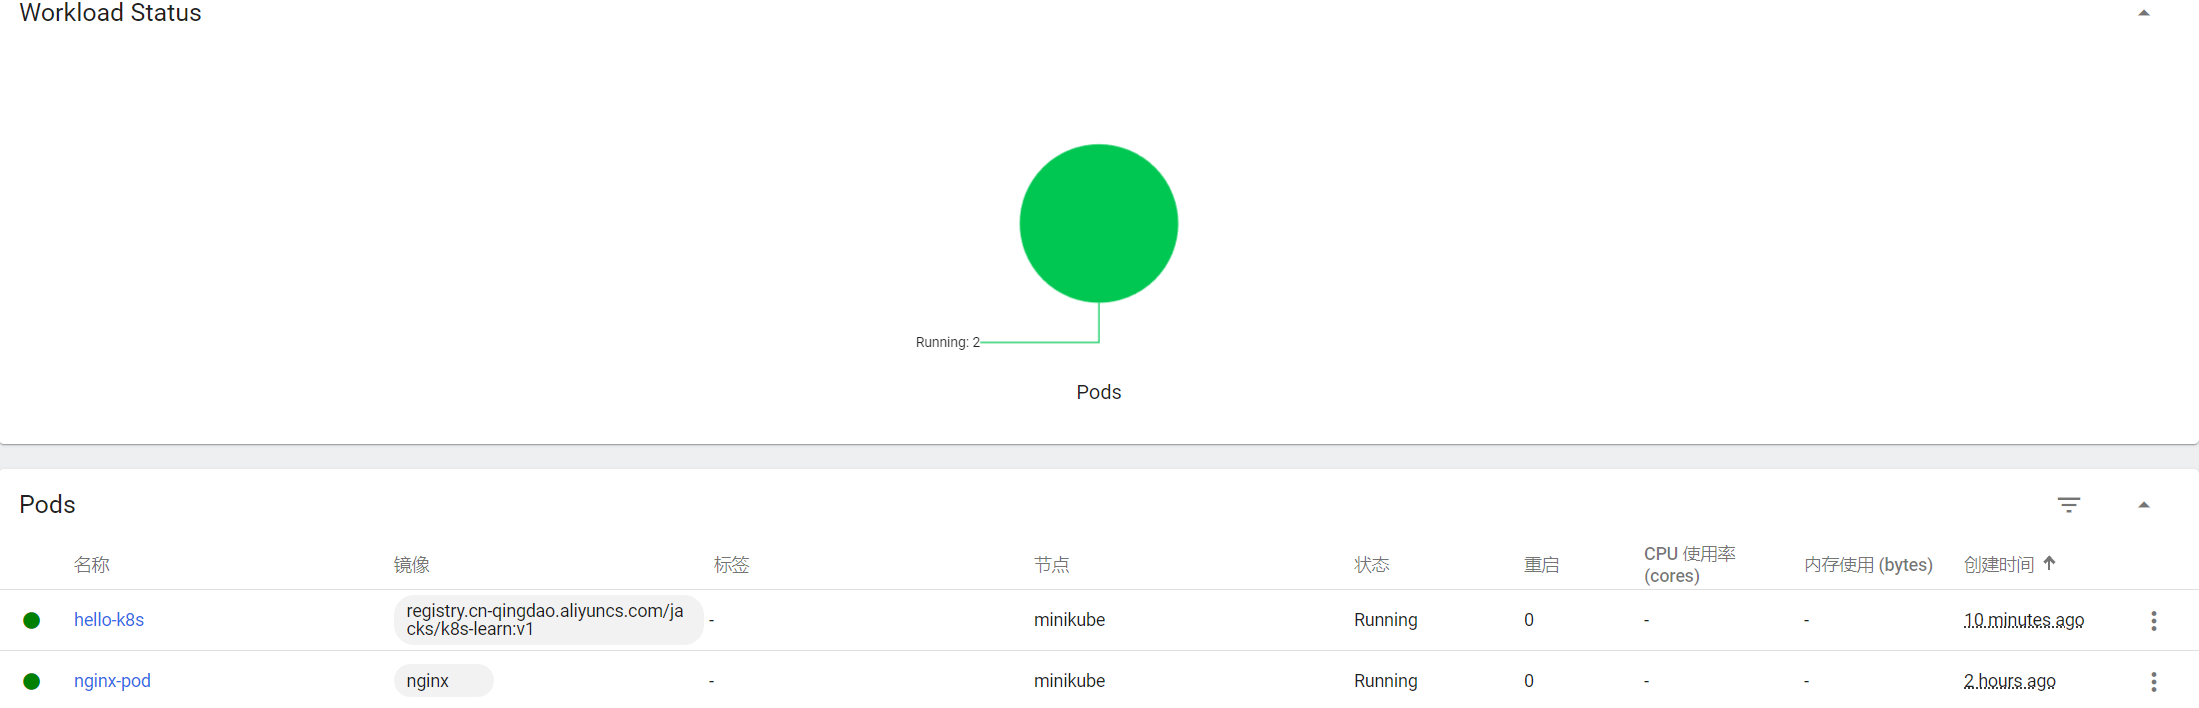 Workload Status
Running: 2
Pods
Pods
名称 镜像 标签 节点 状态 重启 CPU 使用率 (cores) 内存使用 (bytes) 创建时间
hello-k8s registry.cn-qingdao.aliyuncs.com/ja
cks/k8s-learn:v1 - minikube Running 0 - - 10 minutes ago
nginx-pod nginx - minikube Running 0 - - 2 hours ago